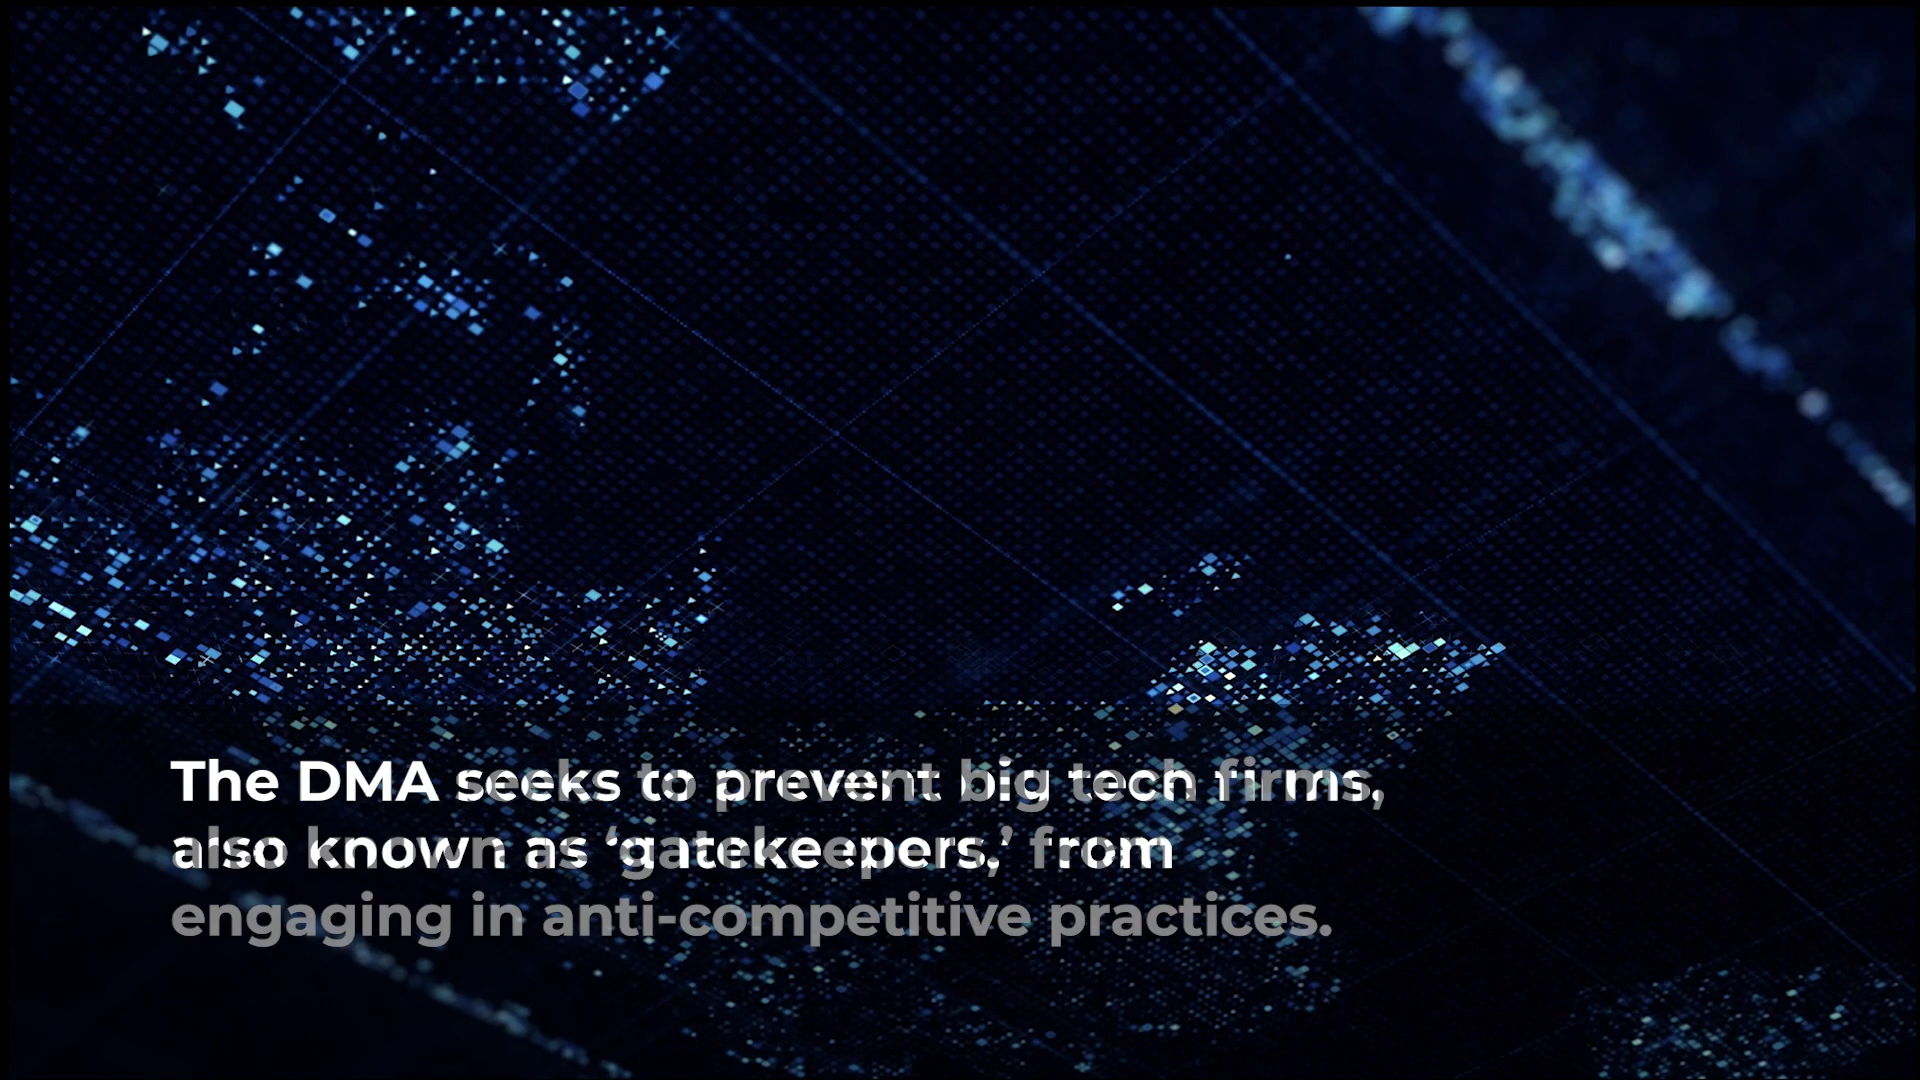 The DMA seeks to prevent big tech firms,
also known as ‘gatekeepers,’ from
engaging in anti-competitive practices.